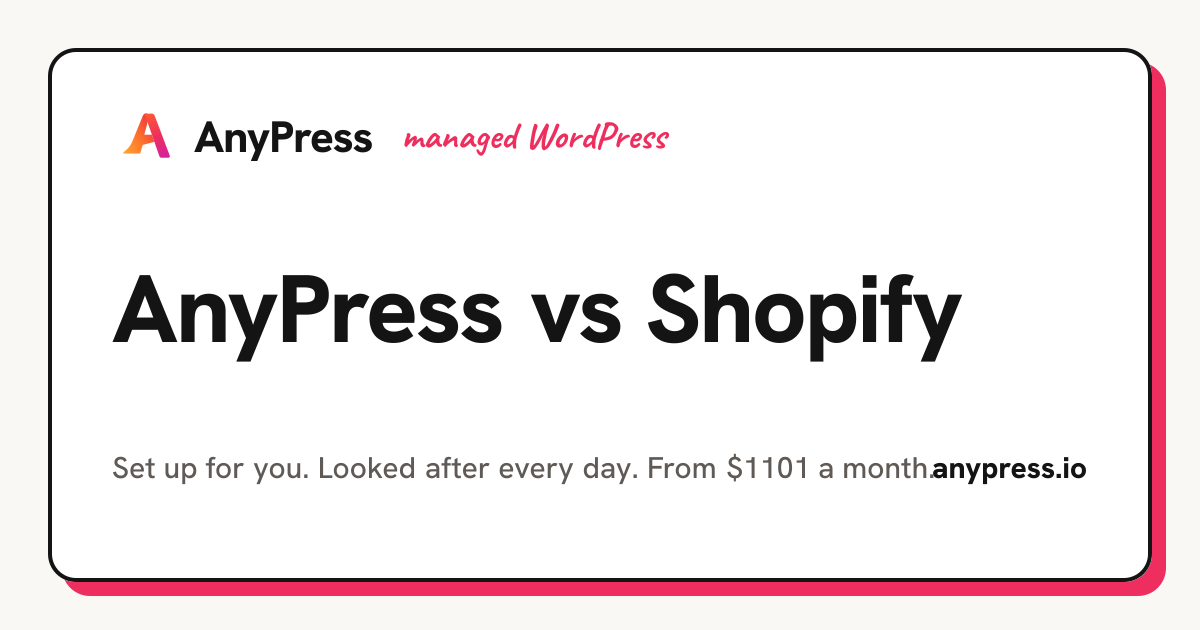 AnyPress managed WordPress
AnyPress vs Shopify
Set up for you. Looked after every day. From $1101 a month. anypress.io